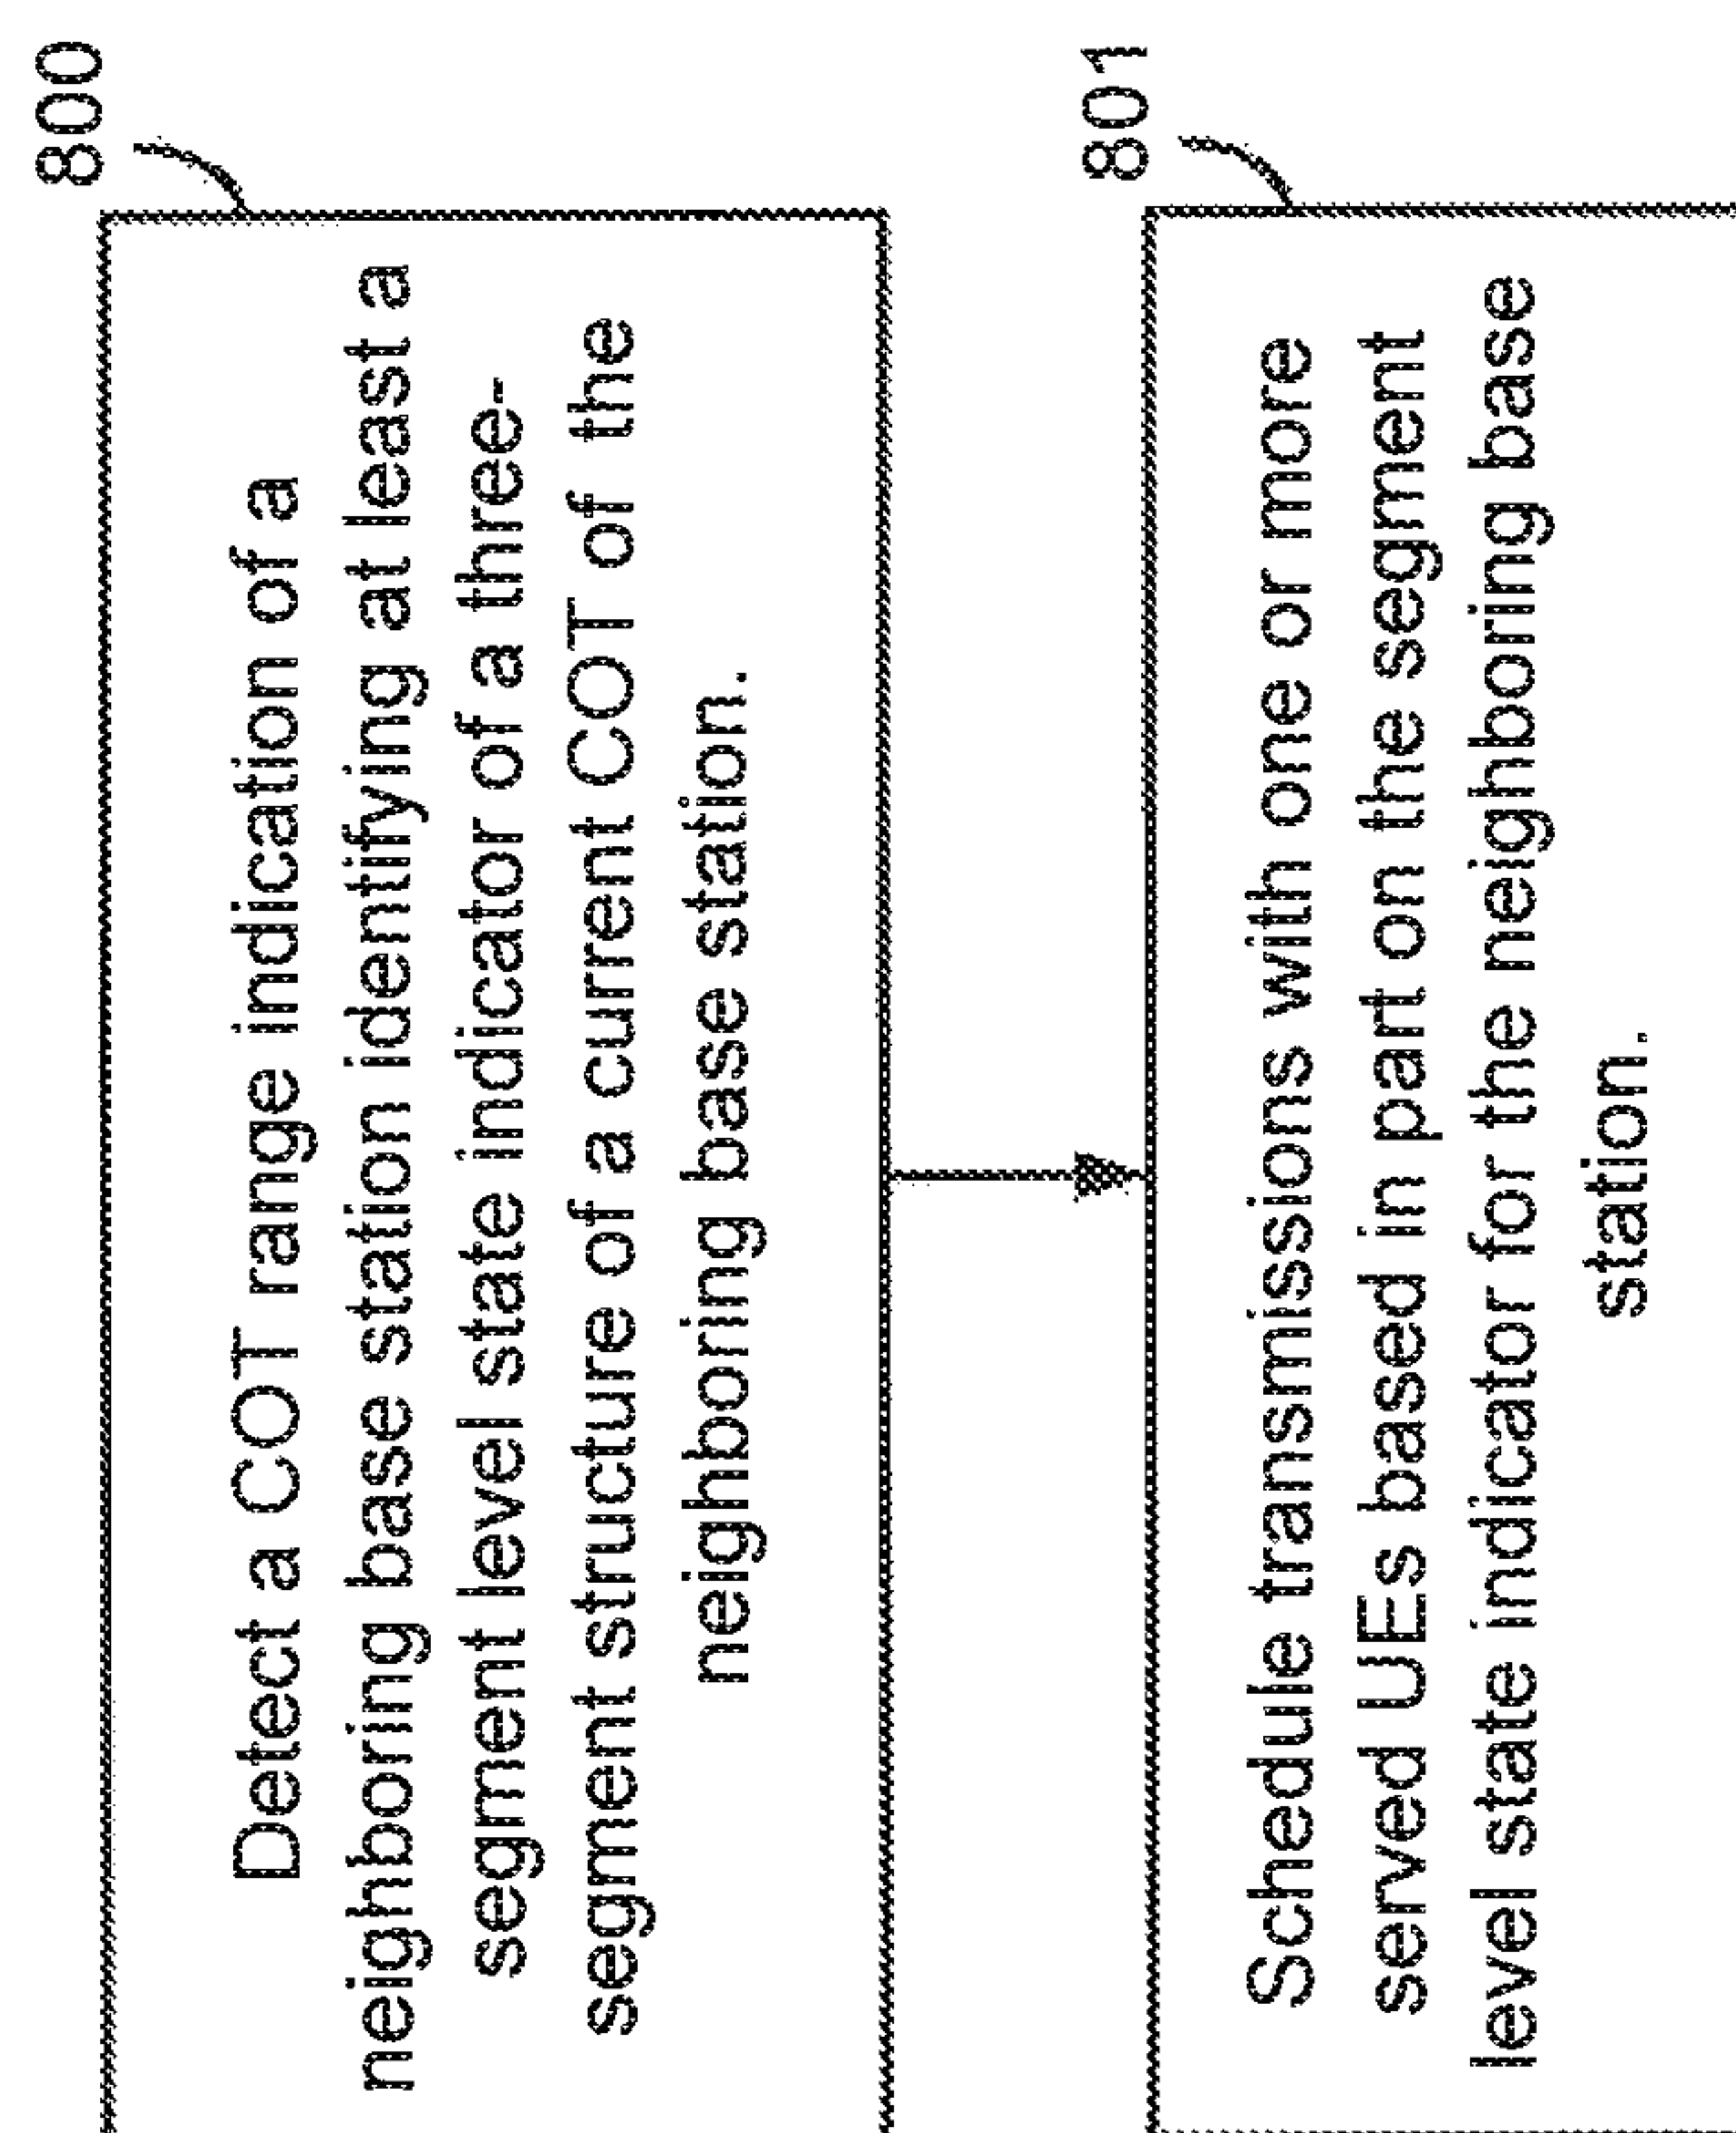 800
Detect a COT range indication of a
neighboring base station identifying at least a
segment level state indicator of a three-
segment structure of a current COT of the
neighboring base station.
801
Schedule transmissions with one or more
served UEs based in part on the segment
level state indicator for the neighboring base
station.